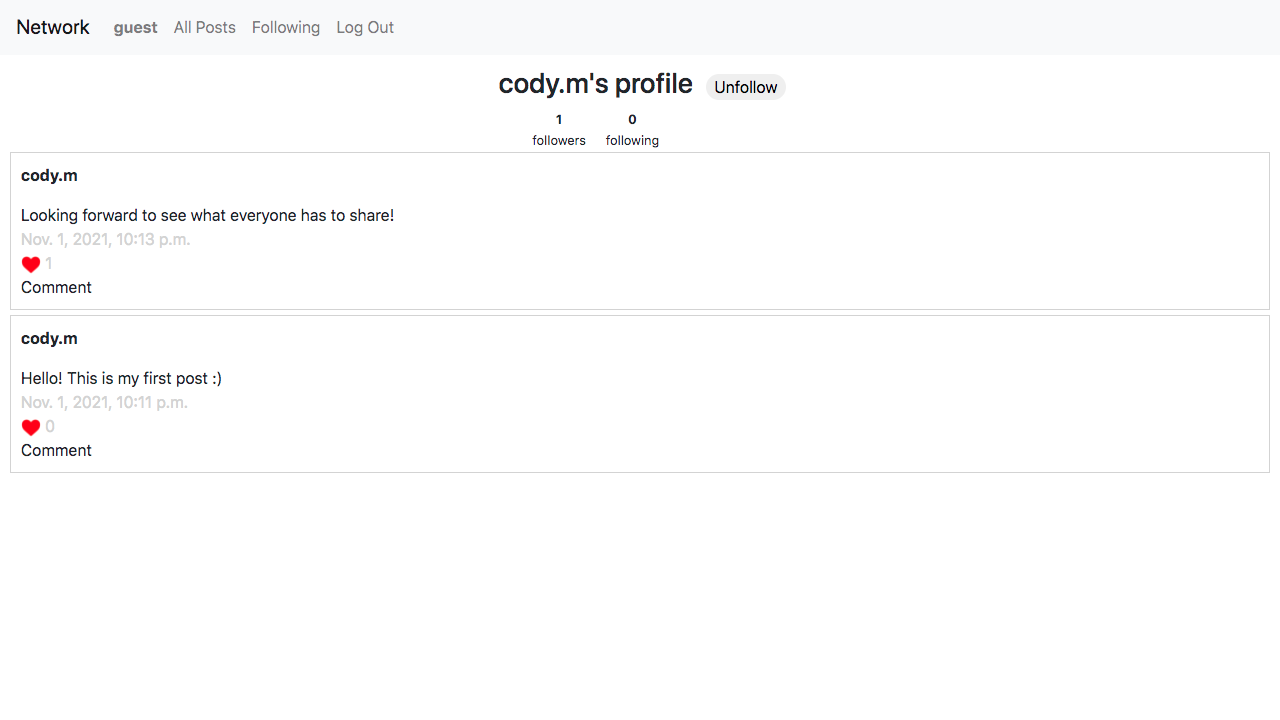 Network guest All Posts Following Log Out
cody.m's profile Unfollow
1 0
followers following
cody.m
Looking forward to see what everyone has to share!
Nov. 1, 2021, 10:13 p.m.
1
Comment
cody.m
Hello! This is my first post :)
Nov. 1, 2021, 10:11 p.m.
0
Comment